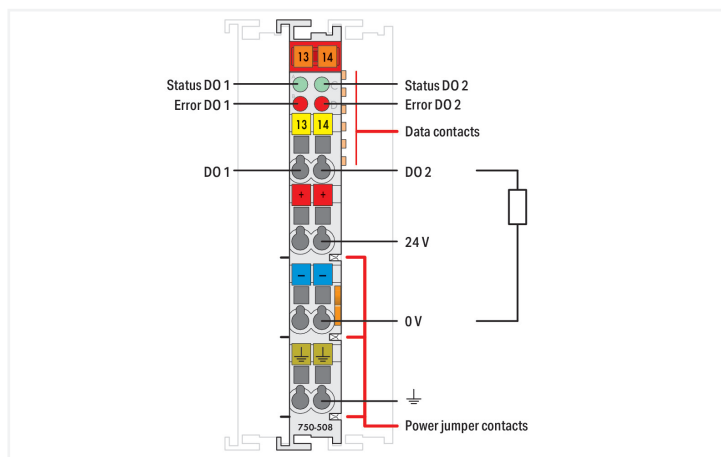 13 14
Status DO 1
C
Status DO 2
Error DO 1
D
Error DO 2
13 14
Data contacts
DO 1
DO 2
+ +
24 V
– –
0 V
750-508
Power jumper contacts